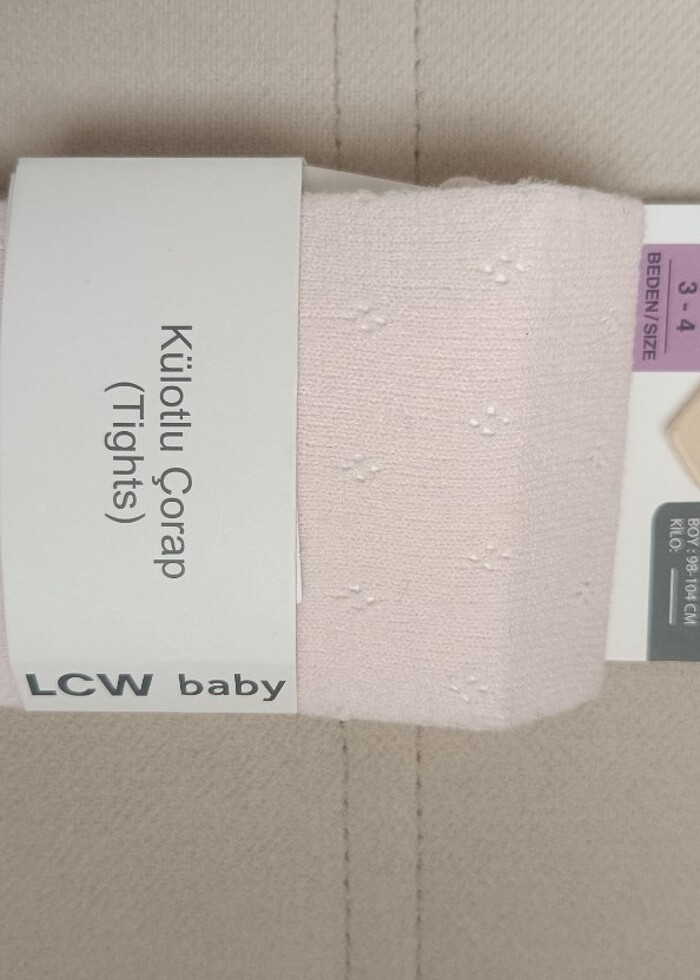 Külotlu Çorap
(Tights)
LCW baby
3 - 4
BEDEN / SIZE
BOY : 98-104 CM
KİLO: